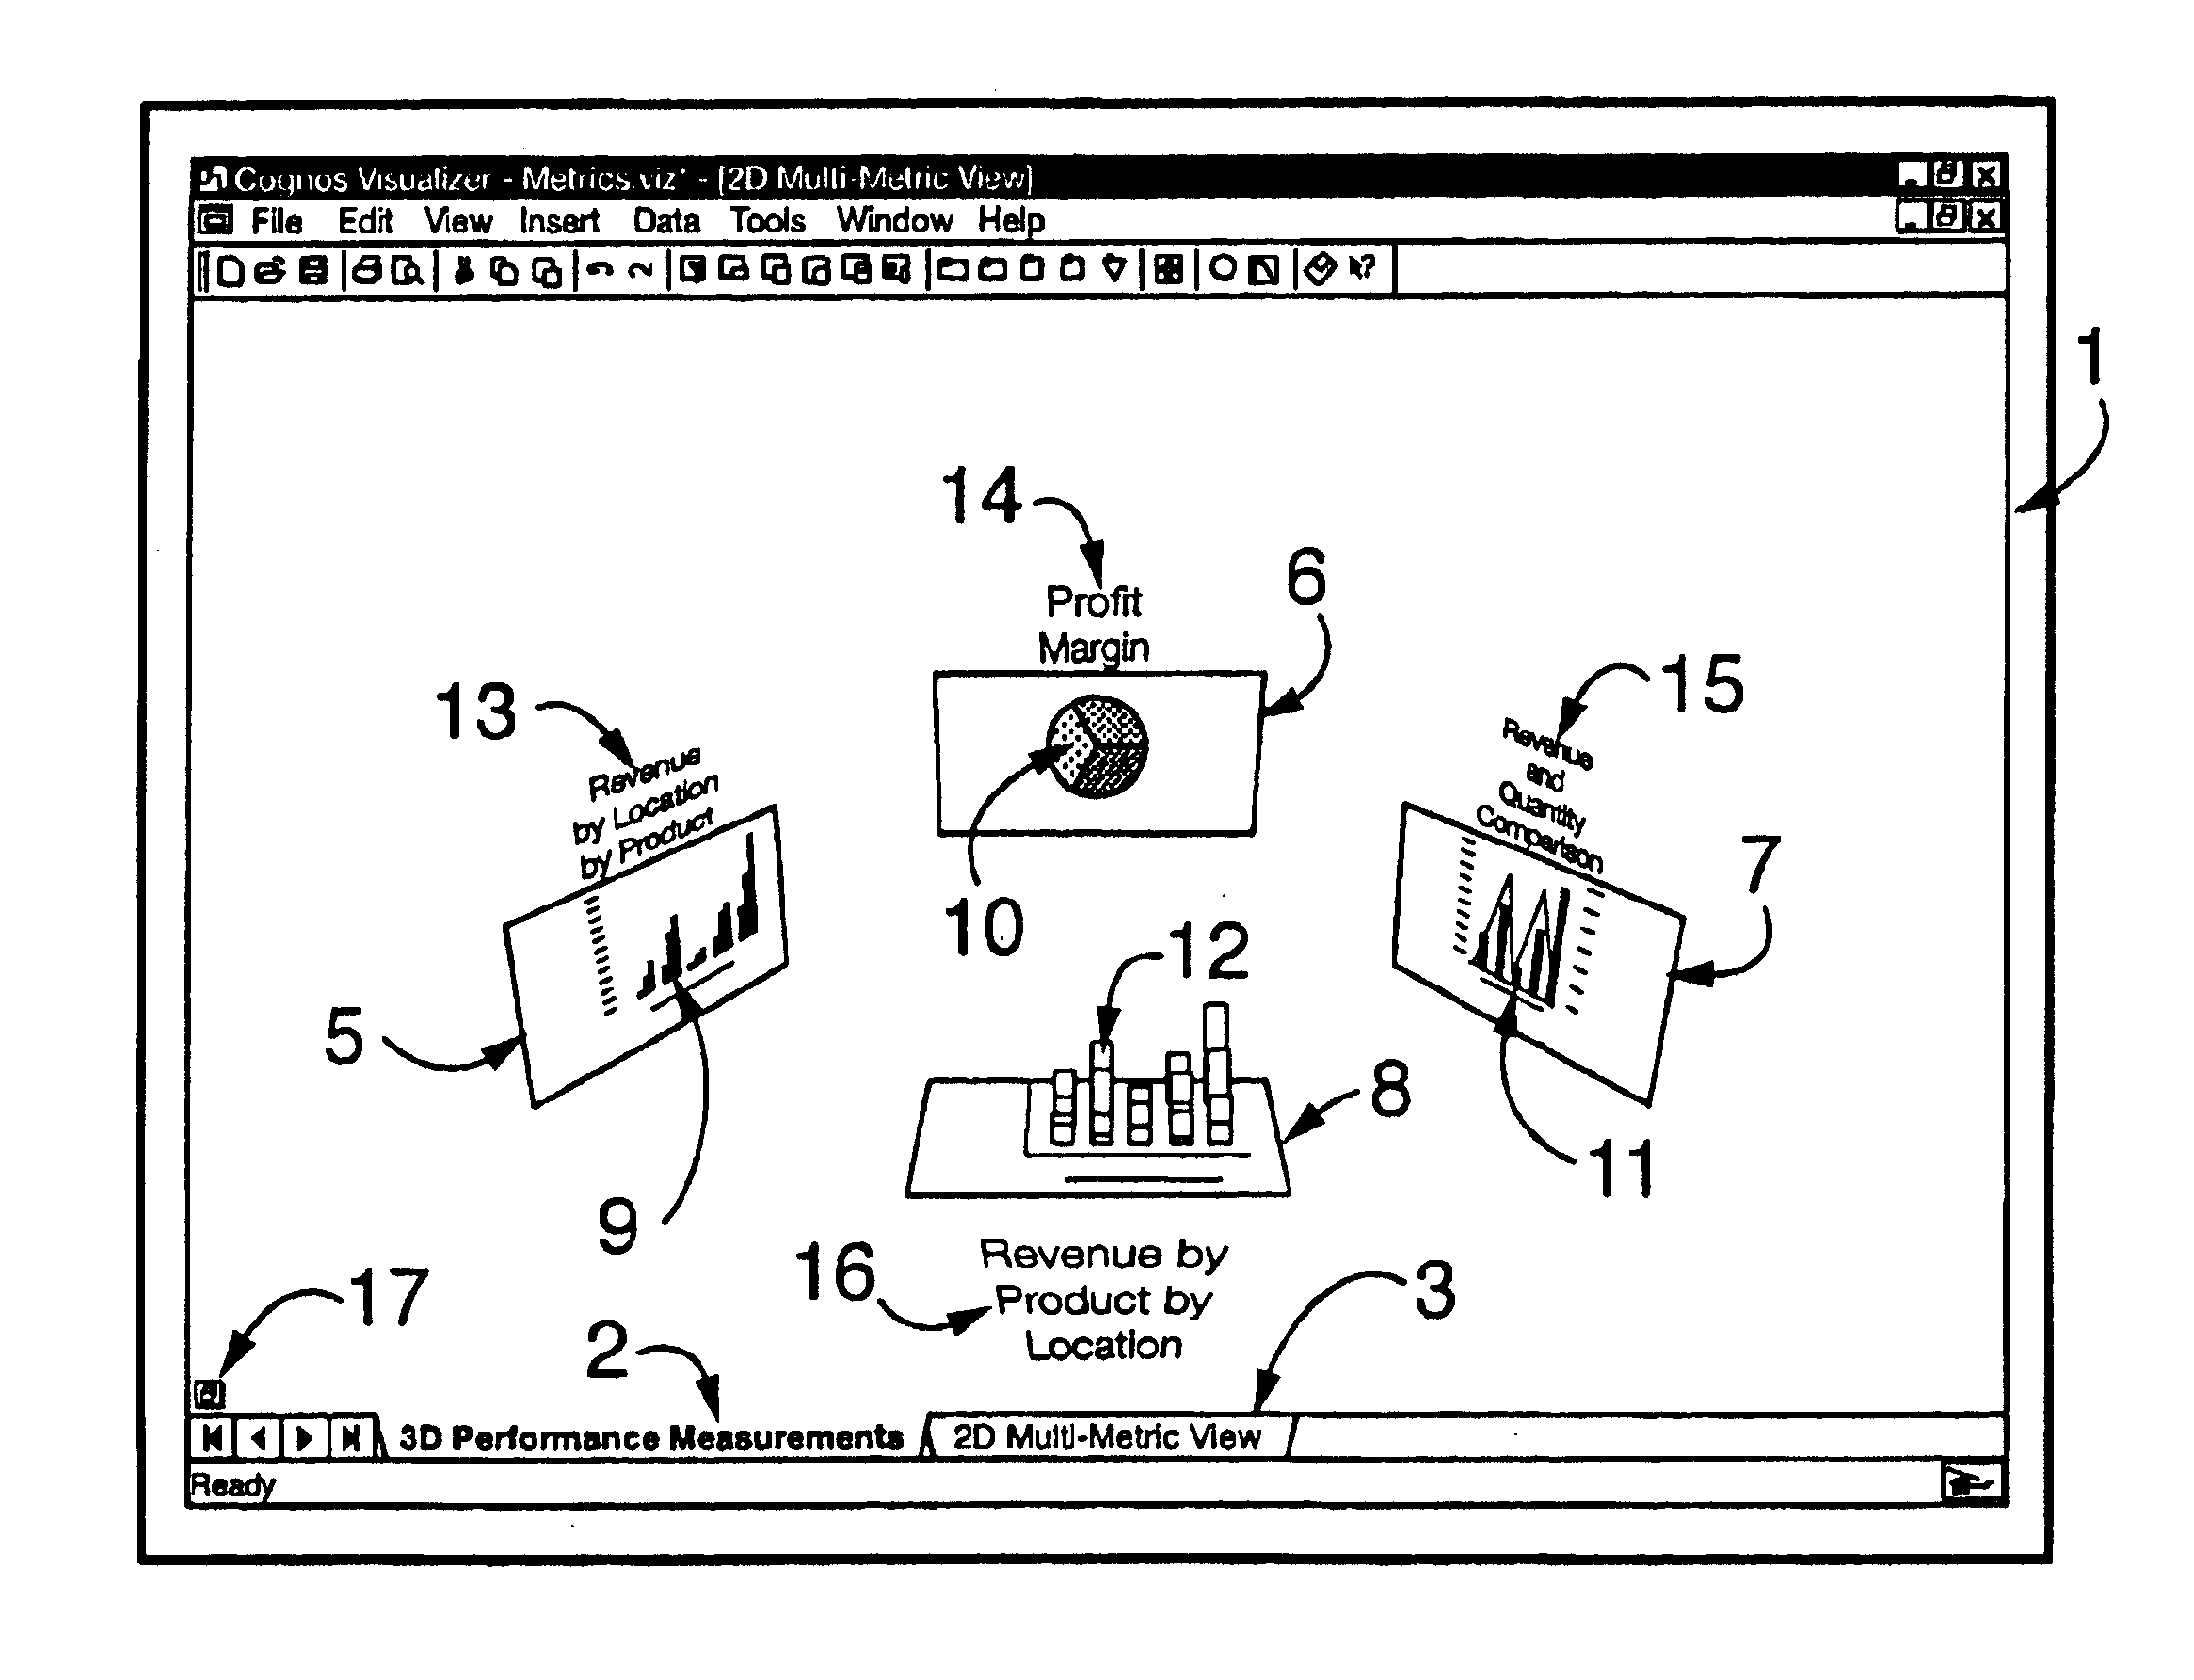 Cognos Visualizer - Metrics.viz* - [2D Multi-Metric View]
File Edit View Insert Data Tools Window Help
1
14
Profit
Margin
6
13
Revenue
by Location
by Product
15
Revenue
and
Quantity
Comparison
10
7
12
5
8
9
11
16
Revenue by
Product by
Location
3
17
2
3D Performance Measurements 2D Multi-Metric View
Ready